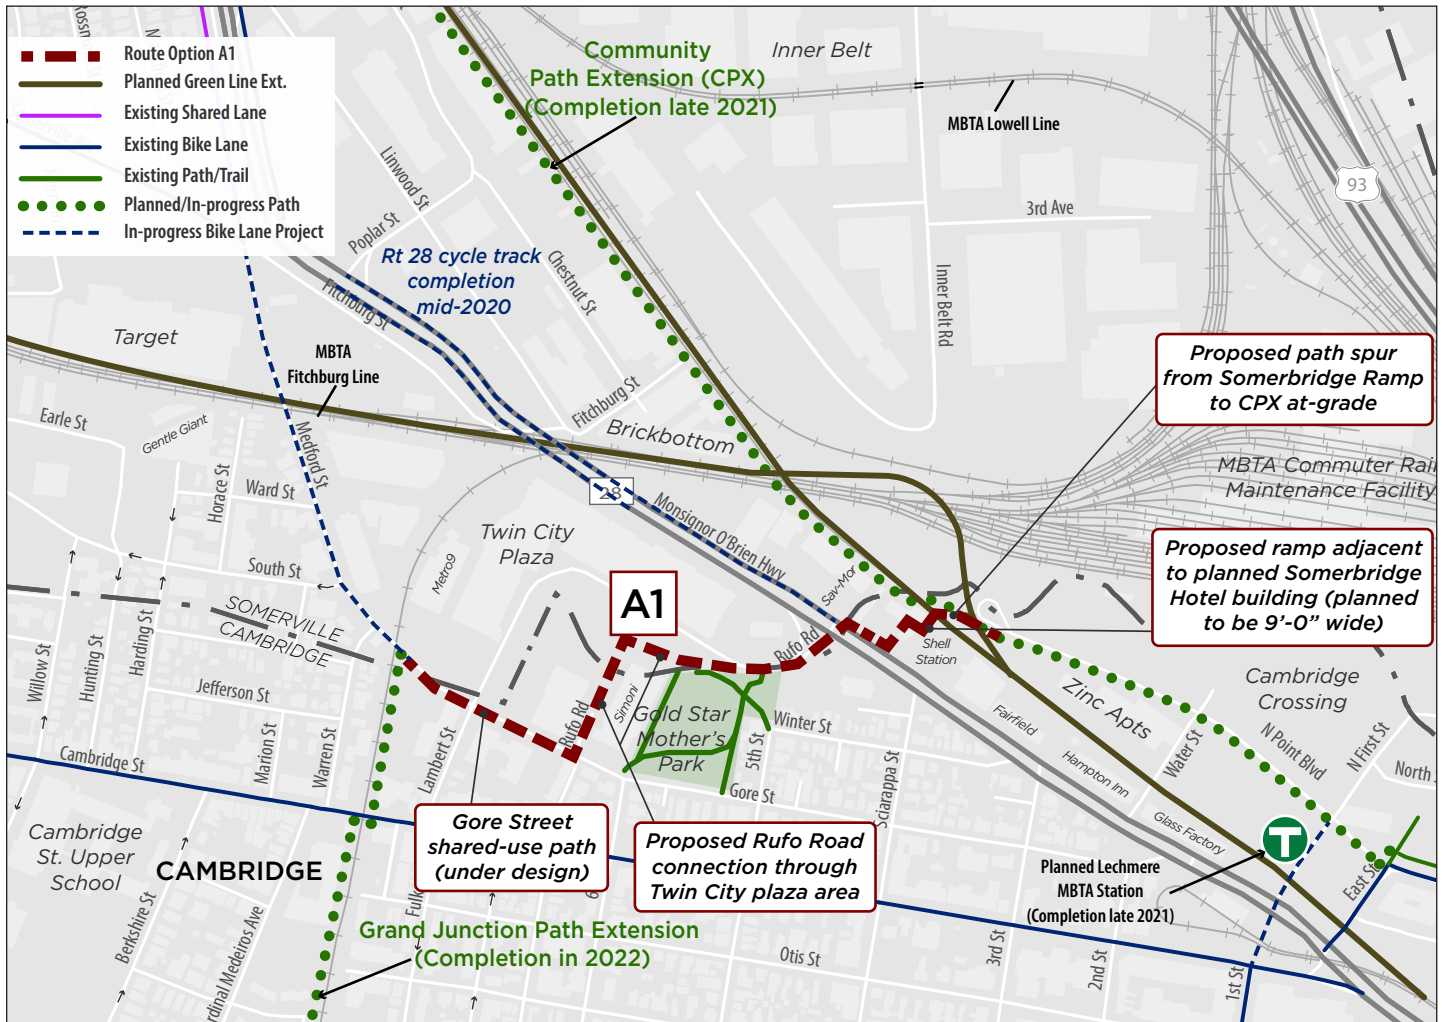 Route Option A1
Planned Green Line Ext.
Existing Shared Lane
Existing Bike Lane
Existing Path/Trail
Planned/In-progress Path
In-progress Bike Lane Project
Community
Path Extension (CPX)
(Completion late 2021)
Inner Belt
MBTA Lowell Line
93
3rd Ave
Inner Belt Rd
Linwood St
Poplar St
Chestnut St
Rt 28 cycle track
completion
mid-2020
Fitchburg St
Target
MBTA
Fitchburg Line
Fitchburg St
Brickbottom
Proposed path spur
from Somerbridge Ramp
to CPX at-grade
Earle St
Gentle Giant
Medford St
Horace St
Ward St
28
Monsignor O'Brien Hwy
MBTA Commuter Rail
Maintenance Facility
Twin City
Plaza
Metro9
Sav-Mor
Proposed ramp adjacent
to planned Somerbridge
Hotel building (planned
to be 9'-0" wide)
South St
SOMERVILLE
CAMBRIDGE
A1
Rufo Rd
Shell
Station
Willow St
Hunting St
Harding St
Jefferson St
Marion St
Warren St
Lambert St
Rufo Rd
Simoni
Gold Star
Mother's
Park
Winter St
5th St
Gore St
Sciarappa St
Fairfield
Zinc Apts
Hampton Inn
Glass Factory
Water St
Cambridge
Crossing
N Point Blvd
N First St
North
Cambridge St
Gore Street
shared-use path
(under design)
Proposed Rufo Road
connection through
Twin City plaza area
Cambridge
St. Upper
School
CAMBRIDGE
T
Planned Lechmere
MBTA Station
(Completion late 2021)
East St
Berkshire St
rdinal Medeiros Ave
Grand Junction Path Extension
(Completion in 2022)
Otis St
3rd St
2nd St
1st St